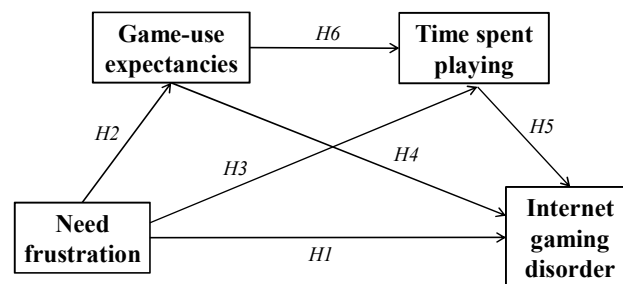 Game-use
expectancies
H6
Time spent
playing
H2
H3
H4
H5
Need
frustration
H1
Internet
gaming
disorder